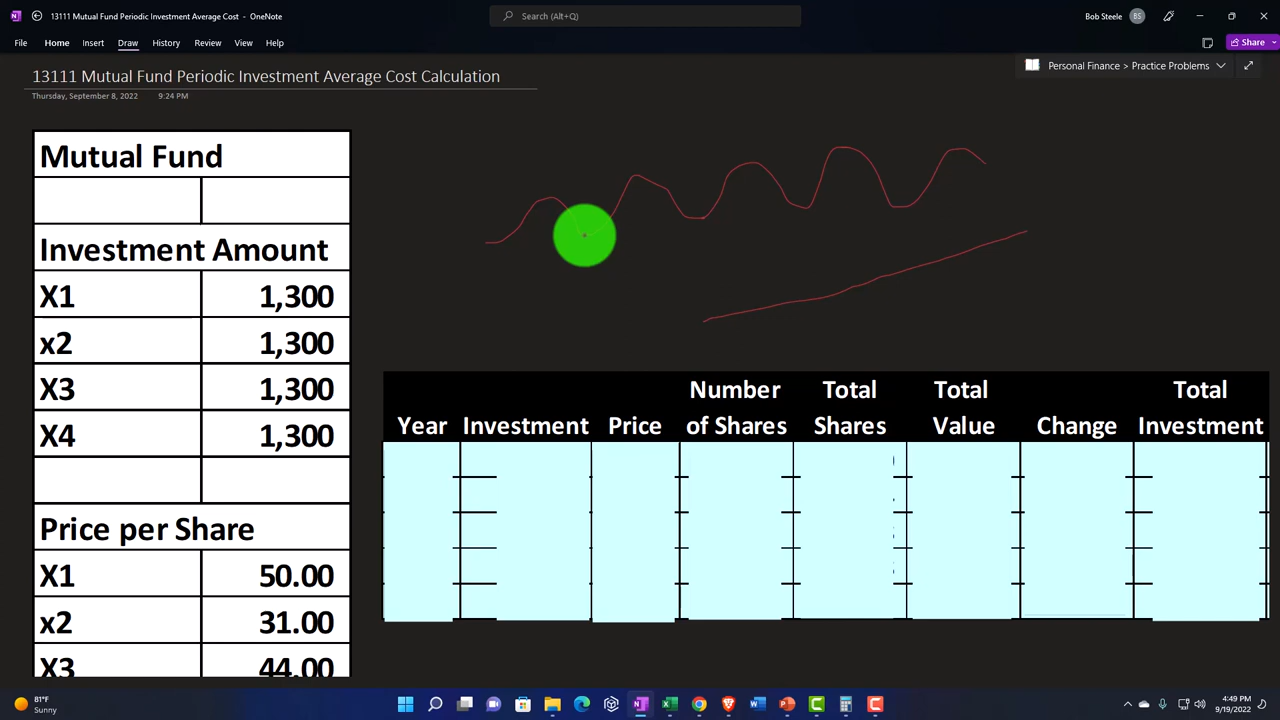 13111 Mutual Fund Periodic Investment Average Cost - OneNote
Search (Alt+Q)
Bob Steele
BS
File Home Insert Draw History Review View Help
Share
13111 Mutual Fund Periodic Investment Average Cost Calculation
Personal Finance > Practice Problems
Thursday, September 8, 2022 9:24 PM
Mutual Fund
Investment Amount
X1 1,300
x2 1,300
X3 1,300
X4 1,300
Price per Share
X1 50.00
x2 31.00
X3 44.00
Number Total Total Total
Year Investment Price of Shares Shares Value Change Investment
81°F
Sunny
4:49 PM
9/19/2022